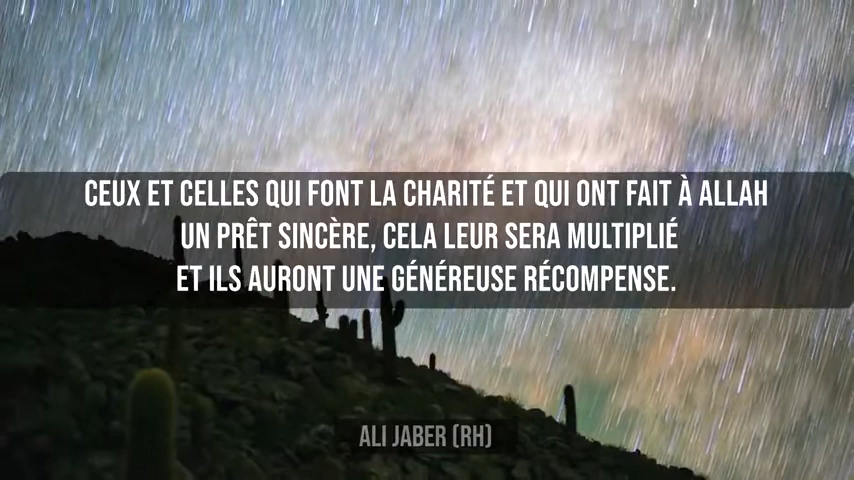 CEUX ET CELLES QUI FONT LA CHARITÉ ET QUI ONT FAIT À ALLAH
UN PRÊT SINCÈRE, CELA LEUR SERA MULTIPLIÉ
ET ILS AURONT UNE GÉNÉREUSE RÉCOMPENSE.
ALI JABER (RH)